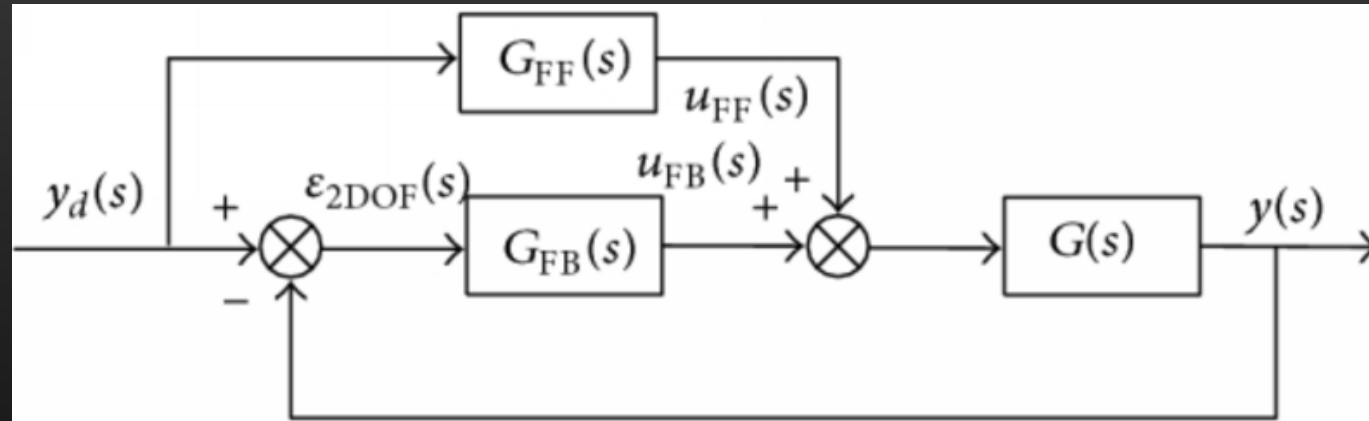 G_FF(s)
u_FF(s)
y_d(s)
+
ε_2DOF(s)
u_FB(s)
+
+
G_FB(s)
G(s)
y(s)
−